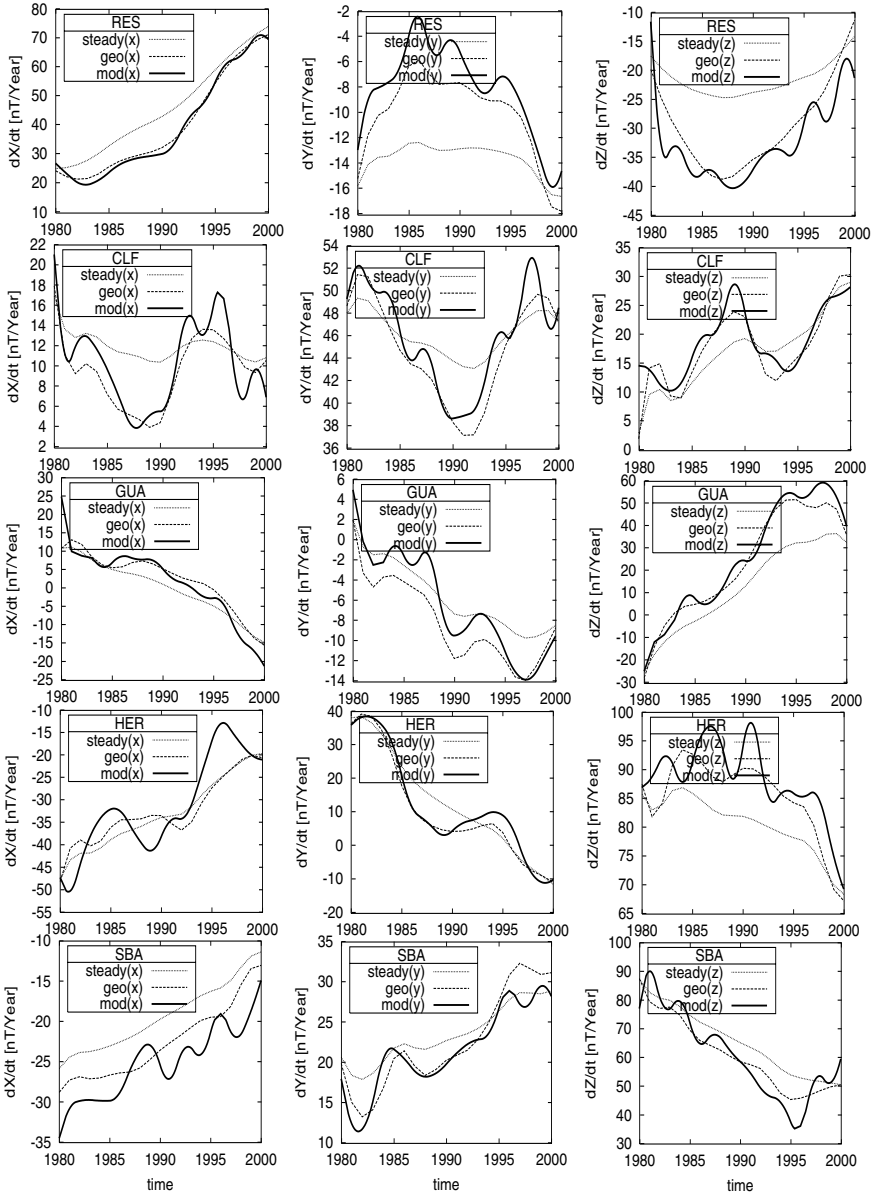 RES
steady(x)
geo(x)
mod(x)
dX/dt [nT/Year]
80
70
60
50
40
30
20
10
1980 1985 1990 1995 2000
RES
steady(y)
geo(y)
mod(y)
dY/dt [nT/Year]
-2
-4
-6
-8
-10
-12
-14
-16
-18
1980 1985 1990 1995 2000
RES
steady(z)
geo(z)
mod(z)
dZ/dt [nT/Year]
-10
-15
-20
-25
-30
-35
-40
-45
1980 1985 1990 1995 2000
CLF
steady(x)
geo(x)
mod(x)
dX/dt [nT/Year]
22
20
18
16
14
12
10
8
6
4
2
1980 1985 1990 1995 2000
CLF
steady(y)
geo(y)
mod(y)
dY/dt [nT/Year]
54
52
50
48
46
44
42
40
38
36
1980 1985 1990 1995 2000
CLF
steady(z)
geo(z)
mod(z)
dZ/dt [nT/Year]
35
30
25
20
15
10
5
0
1980 1985 1990 1995 2000
GUA
steady(x)
geo(x)
mod(x)
dX/dt [nT/Year]
30
25
20
15
10
5
0
-5
-10
-15
-20
-25
1980 1985 1990 1995 2000
GUA
steady(y)
geo(y)
mod(y)
dY/dt [nT/Year]
6
4
2
0
-2
-4
-6
-8
-10
-12
-14
1980 1985 1990 1995 2000
GUA
steady(z)
geo(z)
mod(z)
dZ/dt [nT/Year]
60
50
40
30
20
10
0
-10
-20
-30
1980 1985 1990 1995 2000
HER
steady(x)
geo(x)
mod(x)
dX/dt [nT/Year]
-10
-15
-20
-25
-30
-35
-40
-45
-50
-55
1980 1985 1990 1995 2000
HER
steady(y)
geo(y)
mod(y)
dY/dt [nT/Year]
40
30
20
10
0
-10
-20
1980 1985 1990 1995 2000
HER
steady(z)
geo(z)
mod(z)
dZ/dt [nT/Year]
100
95
90
85
80
75
70
65
1980 1985 1990 1995 2000
SBA
steady(x)
geo(x)
mod(x)
dX/dt [nT/Year]
-10
-15
-20
-25
-30
-35
1980 1985 1990 1995 2000
time
SBA
steady(y)
geo(y)
mod(y)
dY/dt [nT/Year]
35
30
25
20
15
10
1980 1985 1990 1995 2000
time
SBA
steady(z)
geo(z)
mod(z)
dZ/dt [nT/Year]
100
90
80
70
60
50
40
30
1980 1985 1990 1995 2000
time